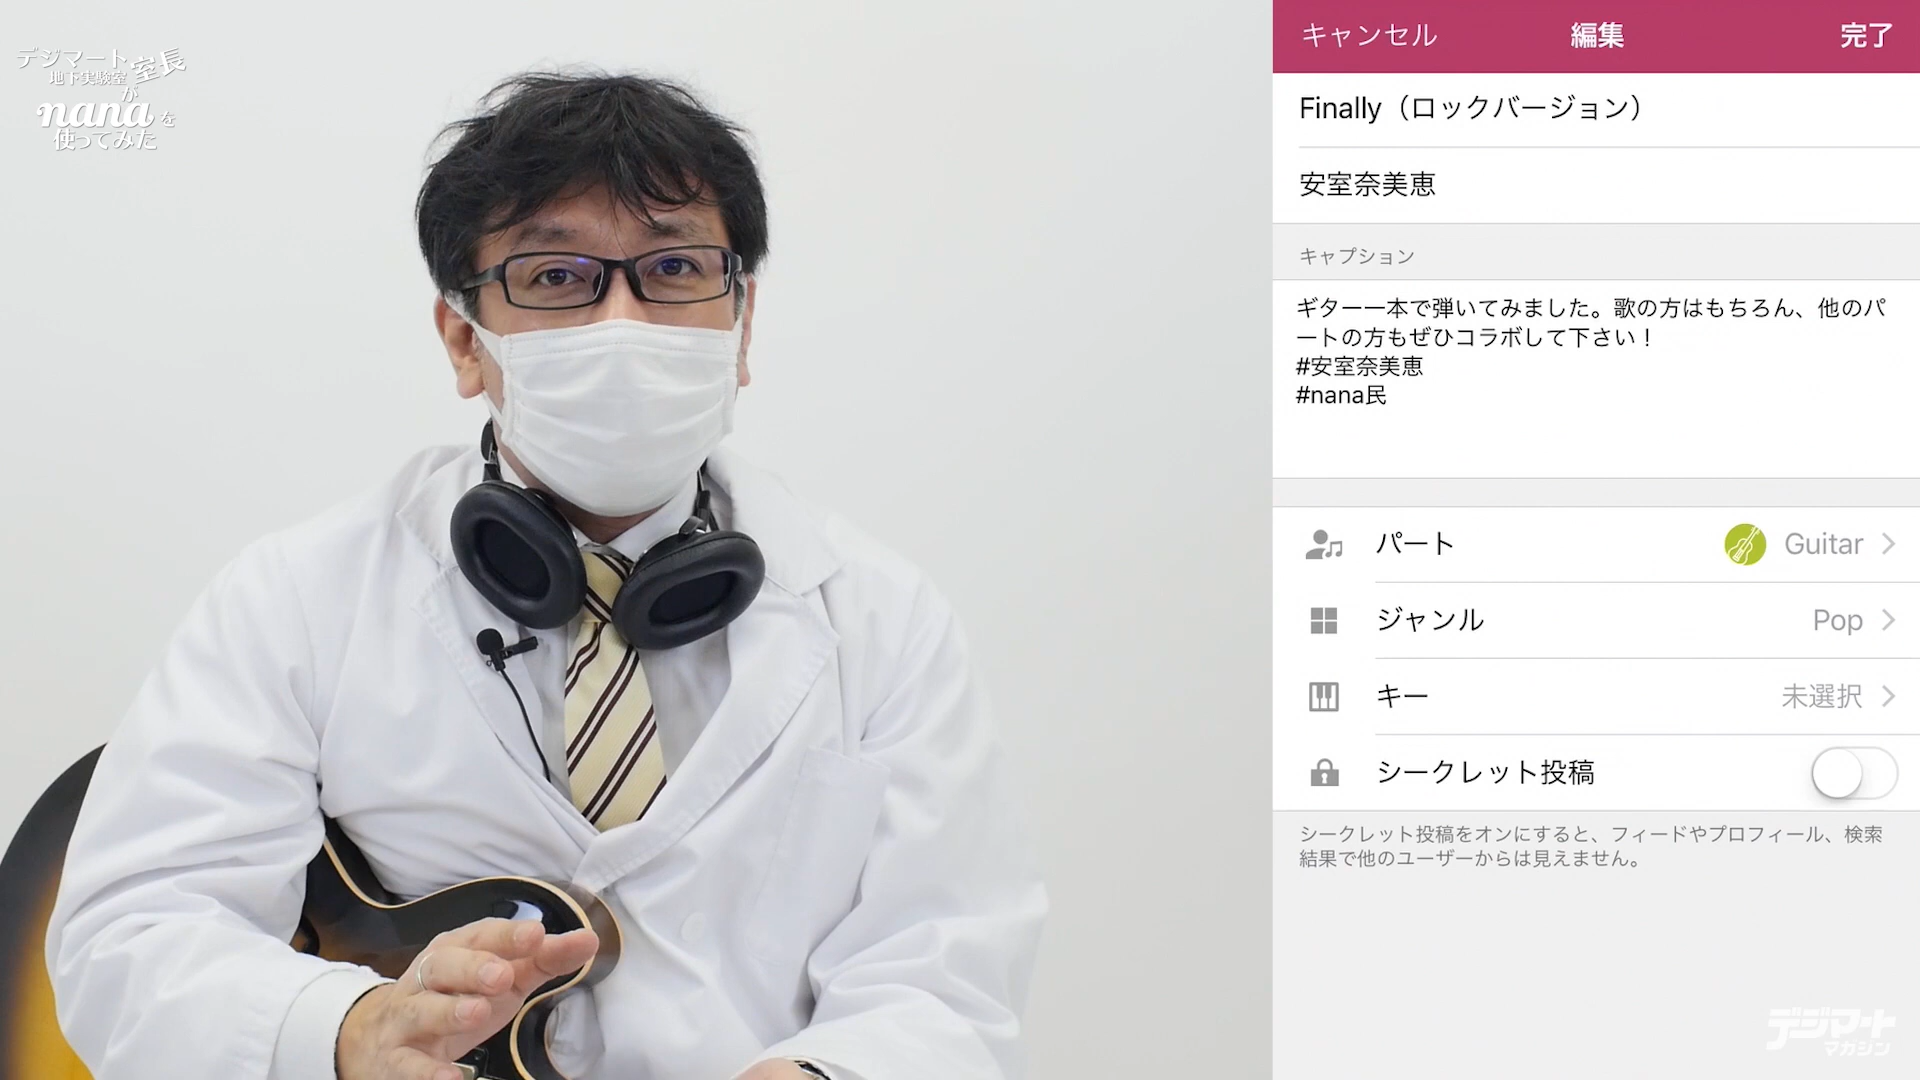 デジマート
地下実験室 室長
が
nanaを
使ってみた
キャンセル 編集 完了
Finally（ロックバージョン）
安室奈美恵
キャプション
ギター一本で弾いてみました。歌の方はもちろん、他のパ
ートの方もぜひコラボして下さい！
#安室奈美恵
#nana民
パート Guitar
ジャンル Pop
キー 未選択
シークレット投稿
シークレット投稿をオンにすると、フィードやプロフィール、検索
結果で他のユーザーからは見えません。
デジマート
マガジン